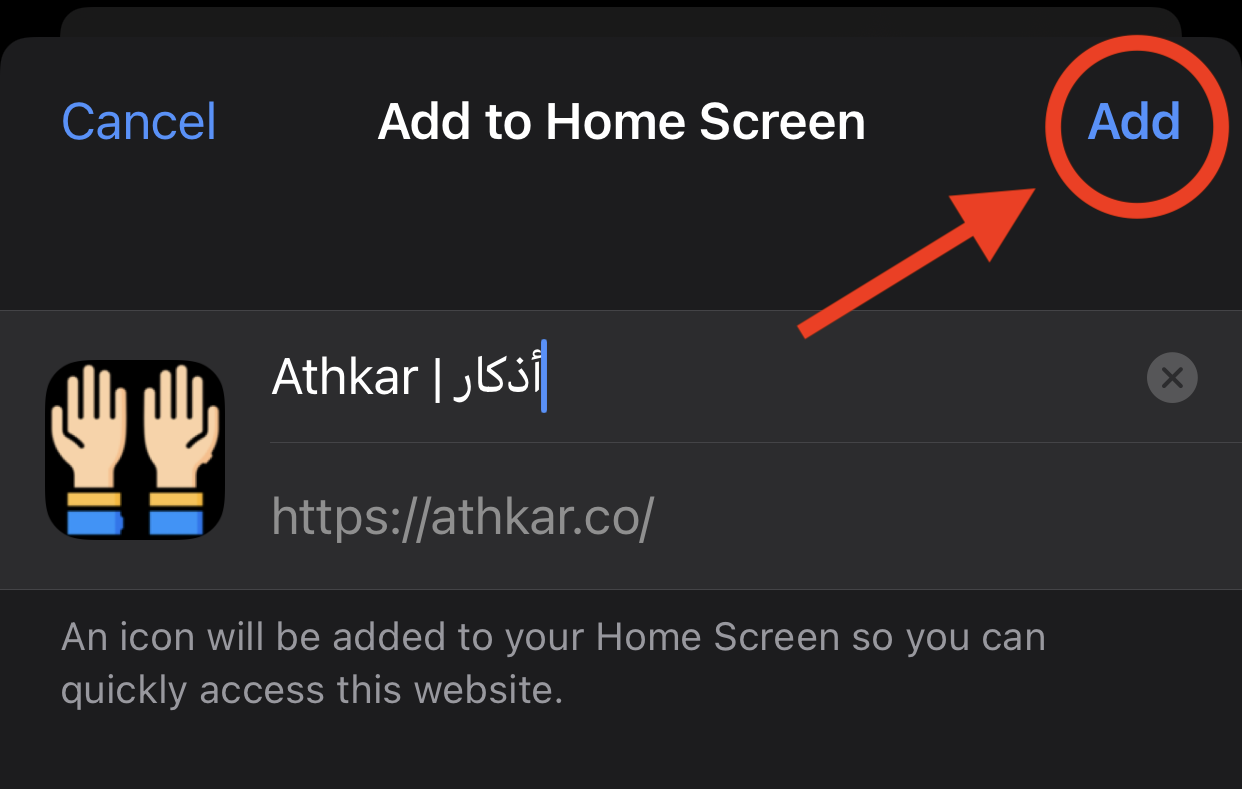 Cancel
Add to Home Screen
Add
Athkar | أذكار
https://athkar.co/
An icon will be added to your Home Screen so you can
quickly access this website.